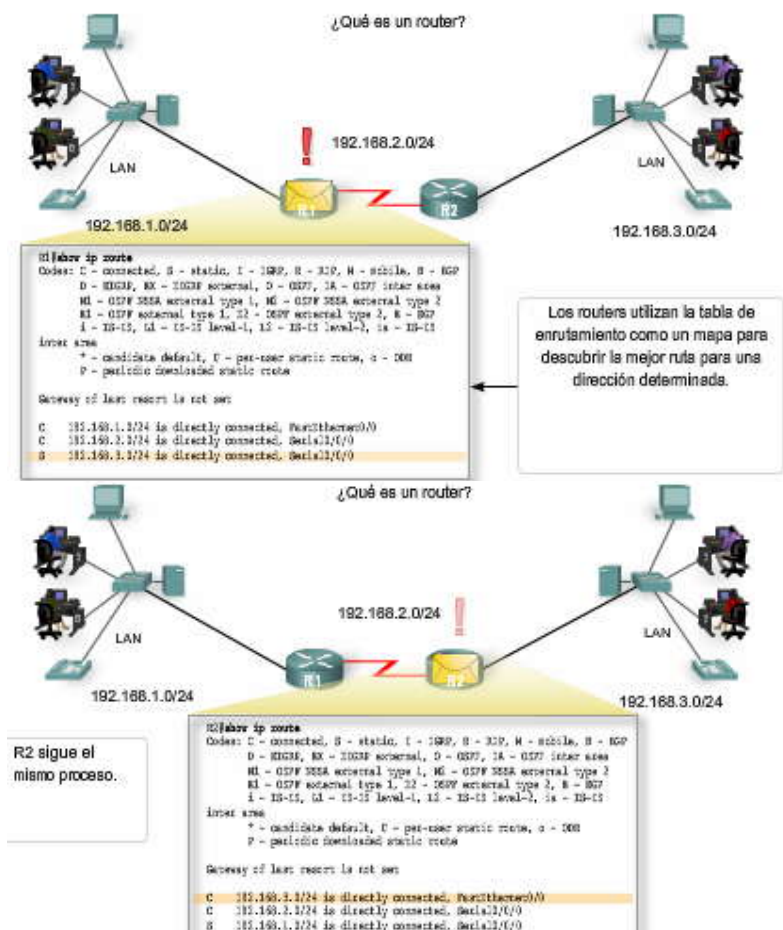 ¿Qué es un router?
192.168.2.0/24
LAN
LAN
R1
R2
192.168.1.0/24
192.168.3.0/24
R1#show ip route
Codes: C - connected, S - static, I - IGRP, R - RIP, M - mobile, B - BGP
D - EIGRP, EX - EIGRP external, O - OSPF, IA - OSPF inter area
N1 - OSPF NSSA external type 1, N2 - OSPF NSSA external type 2
E1 - OSPF external type 1, E2 - OSPF external type 2, E - EGP
i - IS-IS, L1 - IS-IS level-1, L2 - IS-IS level-2, ia - IS-IS
inter area
* - candidate default, U - per-user static route, o - ODR
P - periodic downloaded static route
Gateway of last resort is not set
C 192.168.1.0/24 is directly connected, FastEthernet0/0
C 192.168.2.0/24 is directly connected, Serial0/0/0
S 192.168.3.0/24 is directly connected, Serial0/0/0
Los routers utilizan la tabla de
enrutamiento como un mapa para
descubrir la mejor ruta para una
dirección determinada.
¿Qué es un router?
192.168.2.0/24
LAN
LAN
R1
R2
192.168.1.0/24
192.168.3.0/24
R2 sigue el
mismo proceso.
R2#show ip route
Codes: C - connected, S - static, I - IGRP, R - RIP, M - mobile, B - BGP
D - EIGRP, EX - EIGRP external, O - OSPF, IA - OSPF inter area
N1 - OSPF NSSA external type 1, N2 - OSPF NSSA external type 2
E1 - OSPF external type 1, E2 - OSPF external type 2, E - EGP
i - IS-IS, L1 - IS-IS level-1, L2 - IS-IS level-2, ia - IS-IS
inter area
* - candidate default, U - per-user static route, o - ODR
P - periodic downloaded static route
Gateway of last resort is not set
C 192.168.3.0/24 is directly connected, FastEthernet0/0
C 192.168.2.0/24 is directly connected, Serial0/0/0
S 192.168.1.0/24 is directly connected, Serial0/0/0